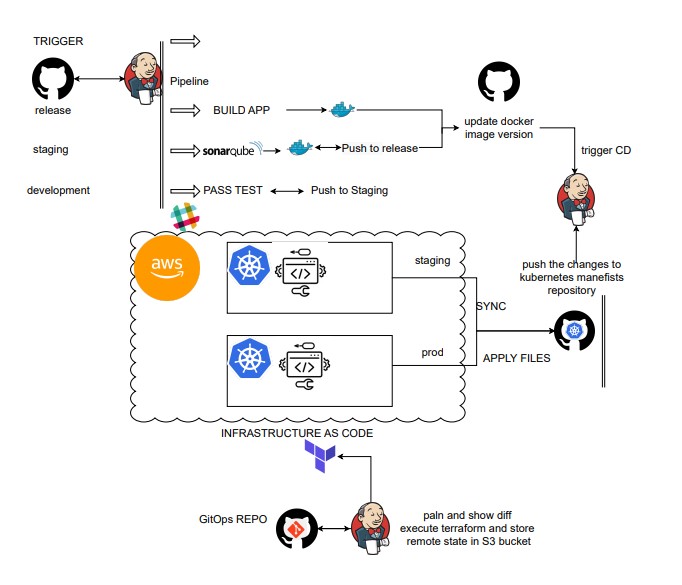 TRIGGER
Pipeline
release
BUILD APP
update docker
image version
staging
sonarqube
Push to release
trigger CD
development
PASS TEST
Push to Staging
aws
staging
push the changes to
kubernetes manefists
repository
SYNC
prod
APPLY FILES
INFRASTRUCTURE AS CODE
GitOps REPO
paln and show diff
execute terraform and store
remote state in S3 bucket